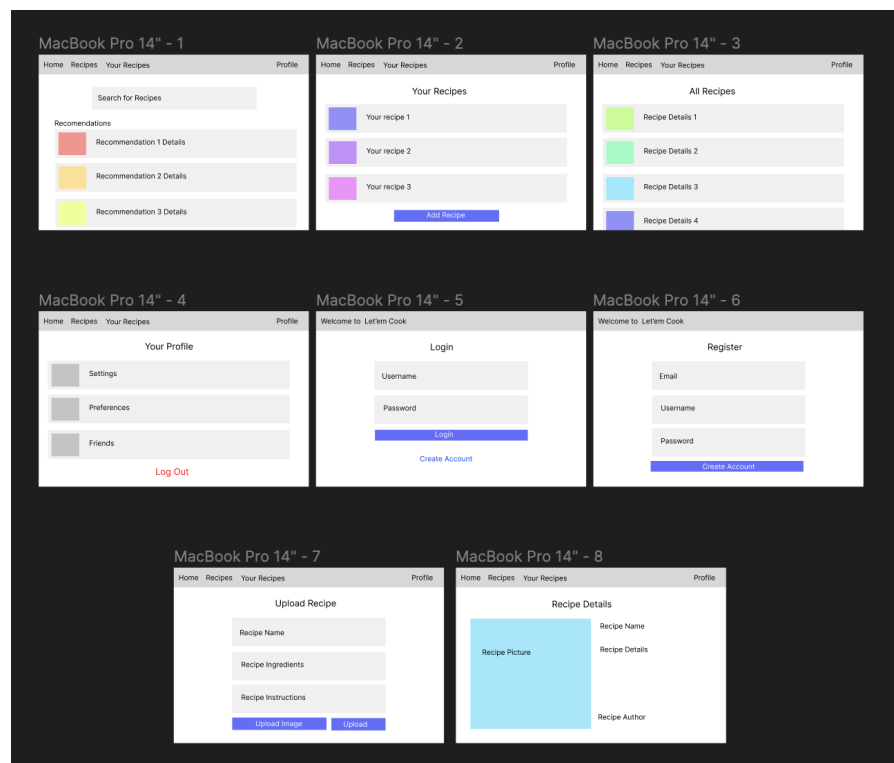 MacBook Pro 14" - 1
Home Recipes Your Recipes Profile
Search for Recipes
Recomendations
Recommendation 1 Details
Recommendation 2 Details
Recommendation 3 Details
MacBook Pro 14" - 2
Home Recipes Your Recipes Profile
Your Recipes
Your recipe 1
Your recipe 2
Your recipe 3
Add Recipe
MacBook Pro 14" - 3
Home Recipes Your Recipes Profile
All Recipes
Recipe Details 1
Recipe Details 2
Recipe Details 3
Recipe Details 4
MacBook Pro 14" - 4
Home Recipes Your Recipes Profile
Your Profile
Settings
Preferences
Friends
Log Out
MacBook Pro 14" - 5
Welcome to Let'em Cook
Login
Username
Password
Login
Create Account
MacBook Pro 14" - 6
Welcome to Let'em Cook
Register
Email
Username
Password
Create Account
MacBook Pro 14" - 7
Home Recipes Your Recipes Profile
Upload Recipe
Recipe Name
Recipe Ingredients
Recipe Instructions
Upload Image Upload
MacBook Pro 14" - 8
Home Recipes Your Recipes Profile
Recipe Details
Recipe Picture
Recipe Name
Recipe Details
Recipe Author